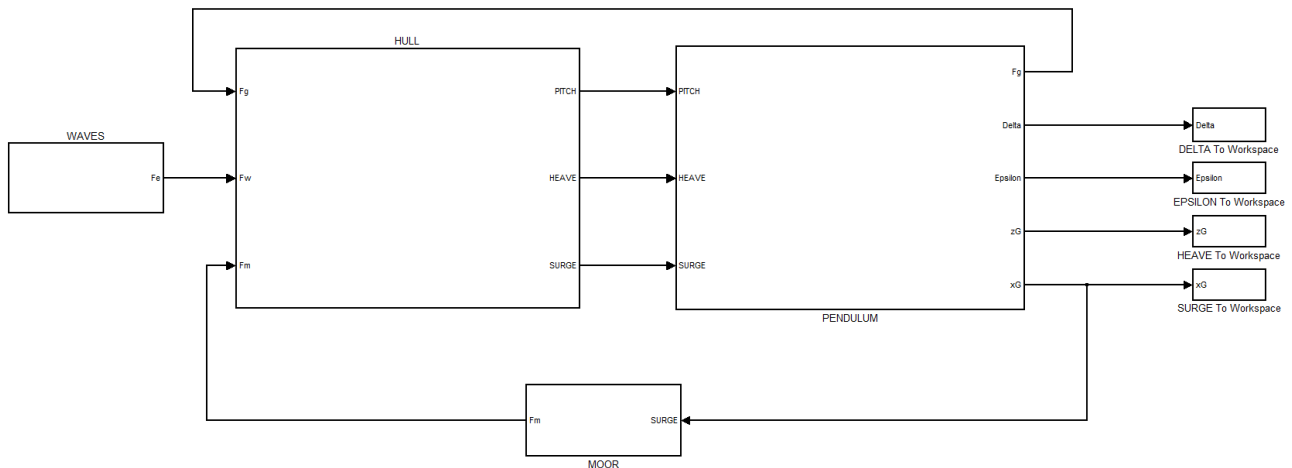 HULL
Fg
PITCH
Fw
HEAVE
Fm
SURGE
WAVES
Fe
PITCH
Fg
Delta
HEAVE
Epsilon
zG
SURGE
xG
PENDULUM
Delta
DELTA To Workspace
Epsilon
EPSILON To Workspace
zG
HEAVE To Workspace
xG
SURGE To Workspace
Fm
SURGE
MOOR